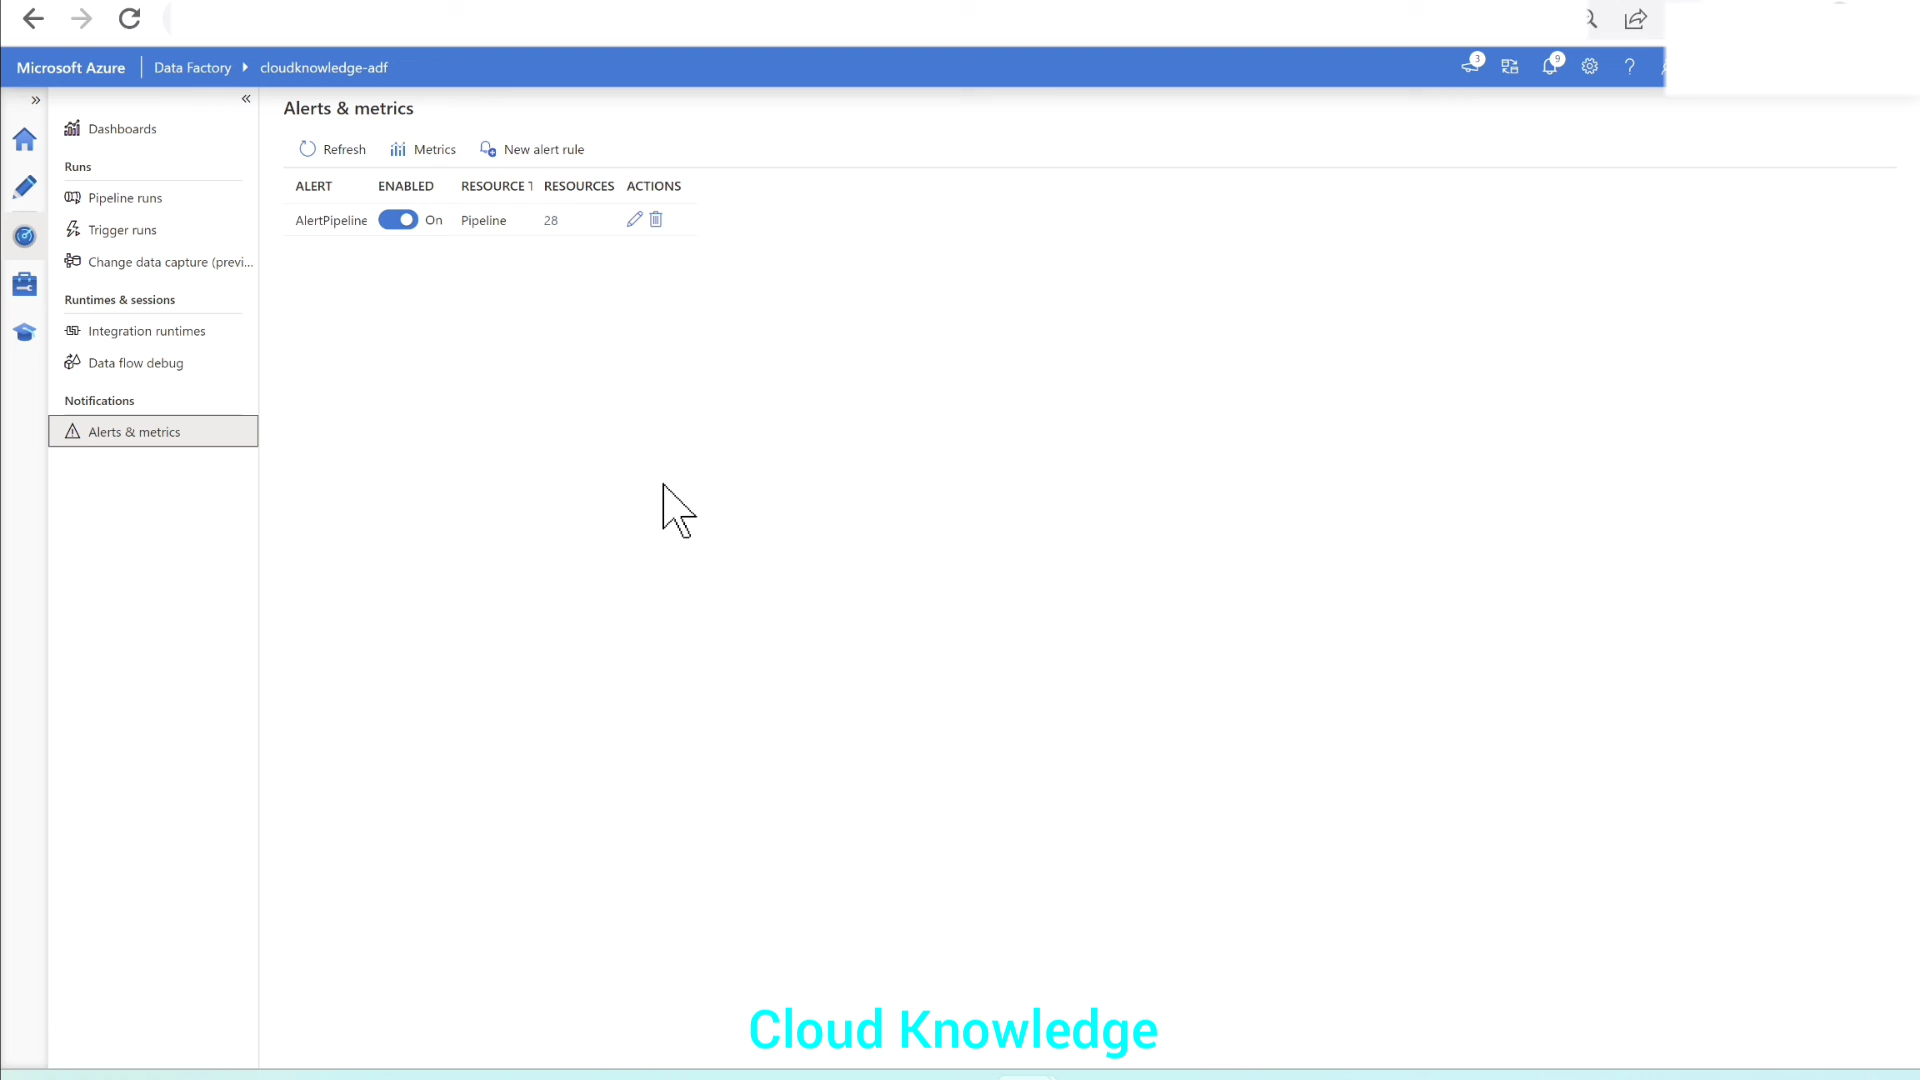 Microsoft Azure Data Factory cloudknowledge-adf 3 9 ?
Alerts & metrics
Dashboards
Refresh Metrics New alert rule
Runs
ALERT ENABLED RESOURCE RESOURCES ACTIONS
Pipeline runs
AlertPipeline On Pipeline 28
Trigger runs
Change data capture (previ...
Runtimes & sessions
Integration runtimes
Data flow debug
Notifications
Alerts & metrics
Cloud Knowledge